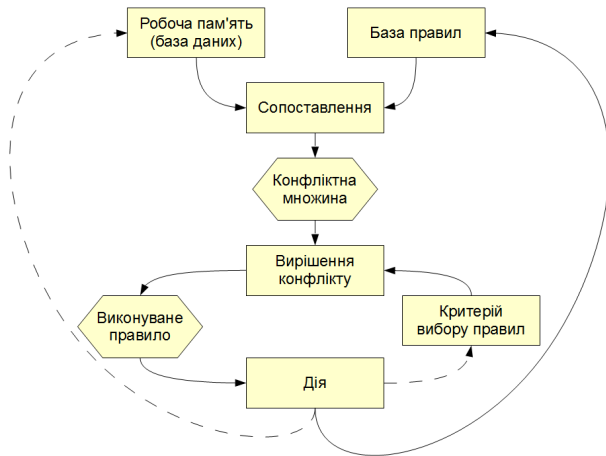 Робоча пам'ять
(база даних)
База правил
Сопоставлення
Конфліктна
множина
Вирішення
конфлікту
Виконуване
правило
Критерій
вибору правил
Дія